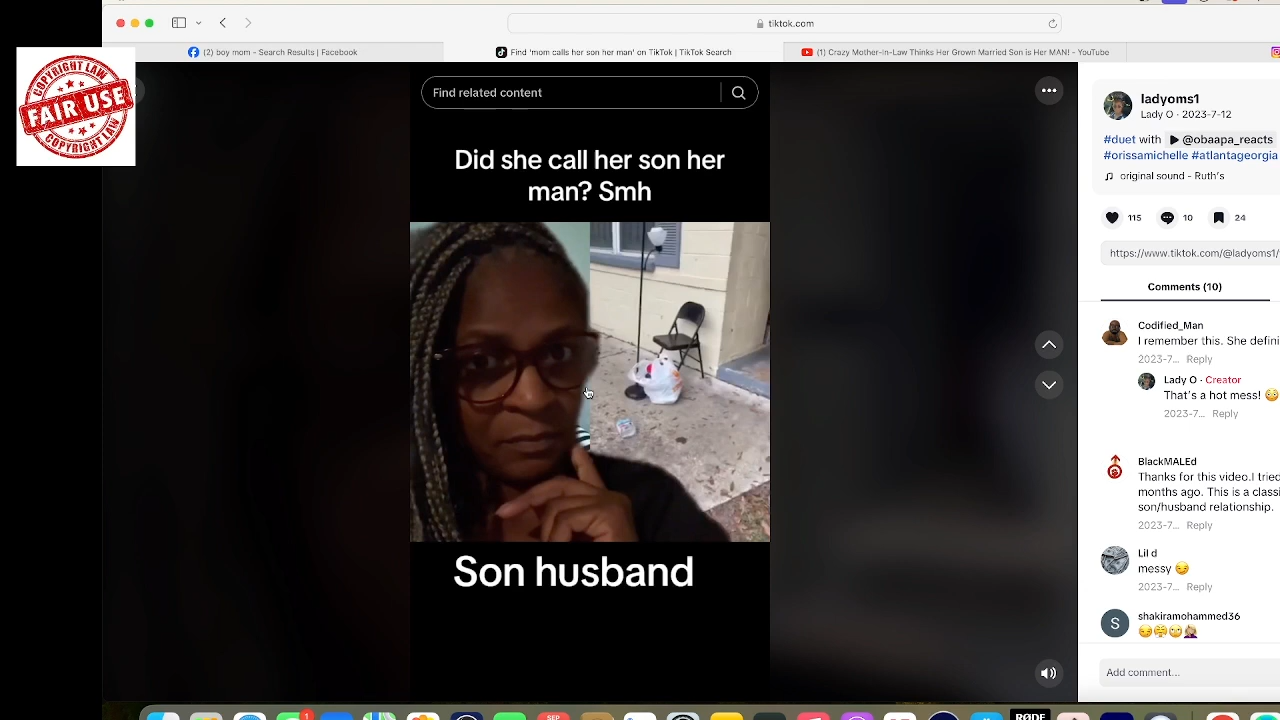 tiktok.com
(2) boy mom - Search Results | Facebook
Find 'mom calls her son her man' on TikTok | TikTok Search
(1) Crazy Mother-In-Law Thinks Her Grown Married Son is Her MAN! - YouTube
COPYRIGHT LAW
FAIR USE
COPYRIGHT LAW
Find related content
Did she call her son her
man? Smh
Son husband
ladyoms1
Lady O · 2023-7-12
#duet with @obaapa_reacts
#orissamichelle #atlantageorgia
original sound - Ruth's
115
10
24
https://www.tiktok.com/@ladyoms1/
Comments (10)
Codified_Man
I remember this. She defini
2023-7... Reply
Lady O · Creator
That's a hot mess! 😳
2023-7... Reply
BlackMALEd
Thanks for this video.I tried
months ago. This is a class
son/husband relationship.
2023-7... Reply
Lil d
messy 😏
2023-7... Reply
S
shakiramohammed36
Add comment...
1
SEP
RØDE